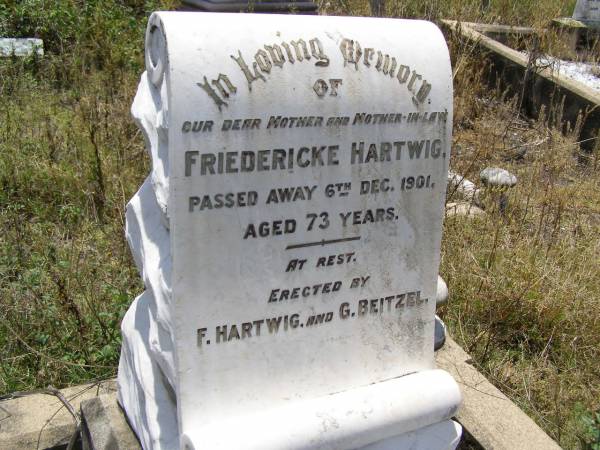 In Loving Memory
OF
OUR DEAR MOTHER AND MOTHER-IN-LAW
FRIEDERICKE HARTWIG.
PASSED AWAY 6TH DEC. 1901,
AGED 73 YEARS.
AT REST.
ERECTED BY
F. HARTWIG. AND G. BEITZEL.